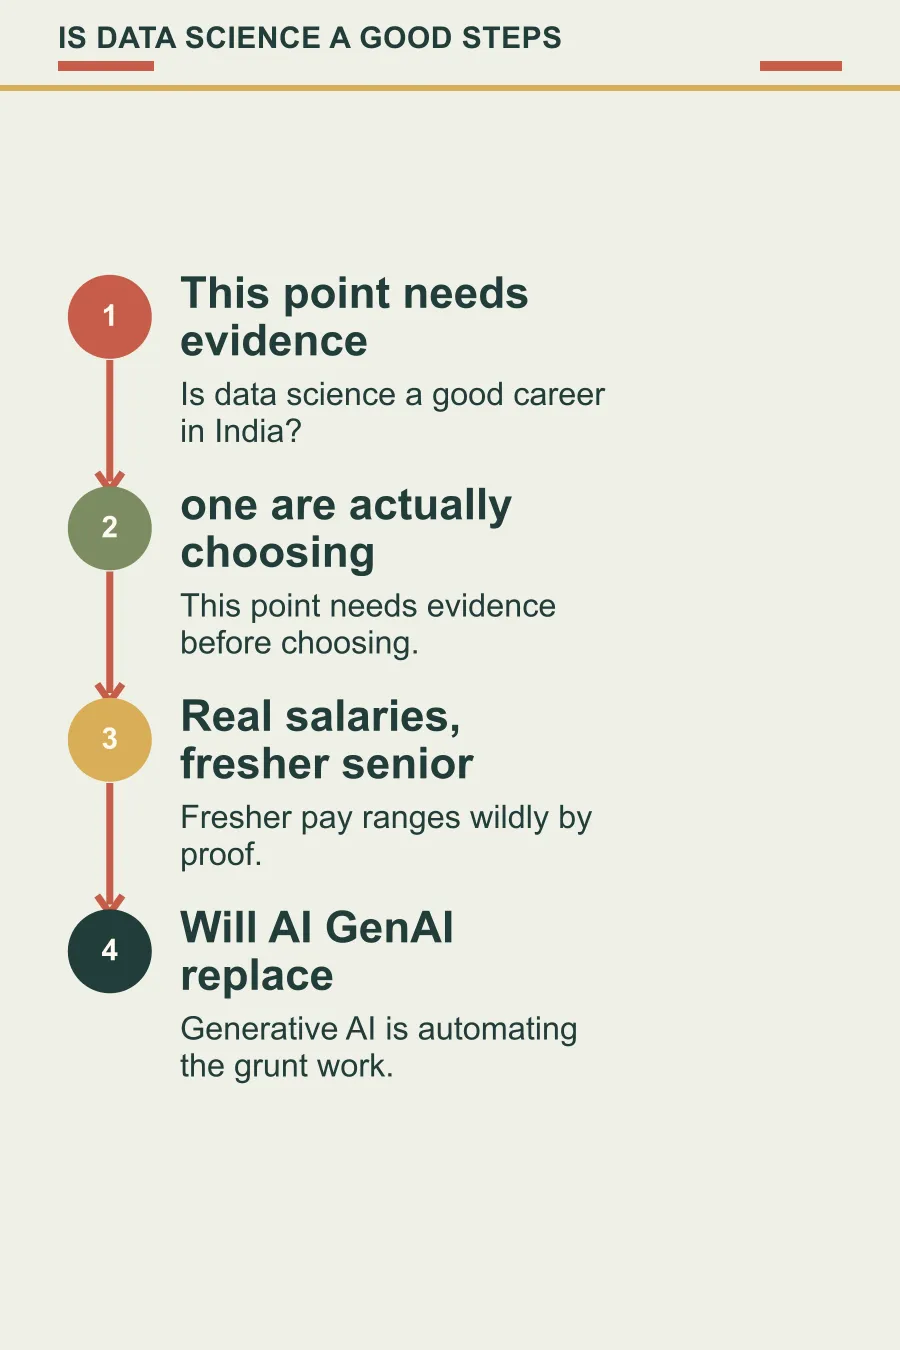 IS DATA SCIENCE A GOOD STEPS
1
This point needs
evidence
Is data science a good career
in India?
2
one are actually
choosing
This point needs evidence
before choosing.
3
Real salaries,
fresher senior
Fresher pay ranges wildly by
proof.
4
Will AI GenAI
replace
Generative AI is automating
the grunt work.